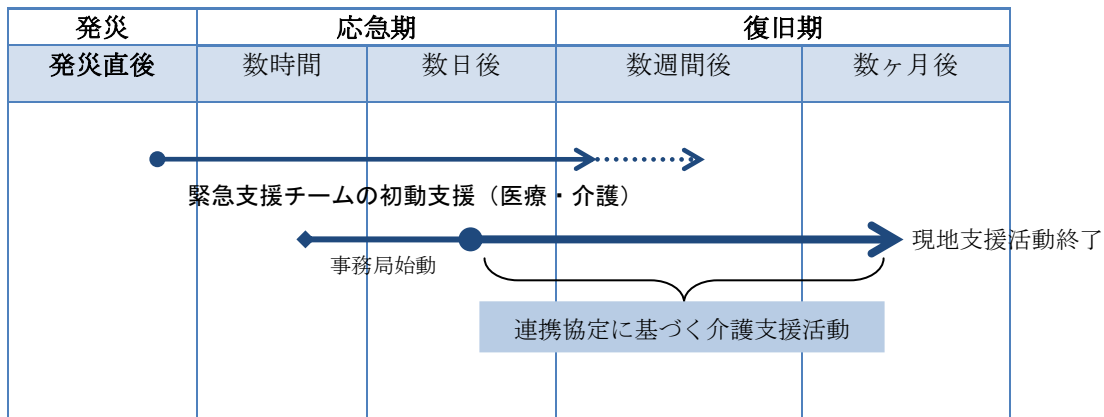 発災 応急期 復旧期
発災直後 数時間 数日後 数週間後 数ヶ月後
緊急支援チームの初動支援（医療・介護）
現地支援活動終了
事務局始動
連携協定に基づく介護支援活動